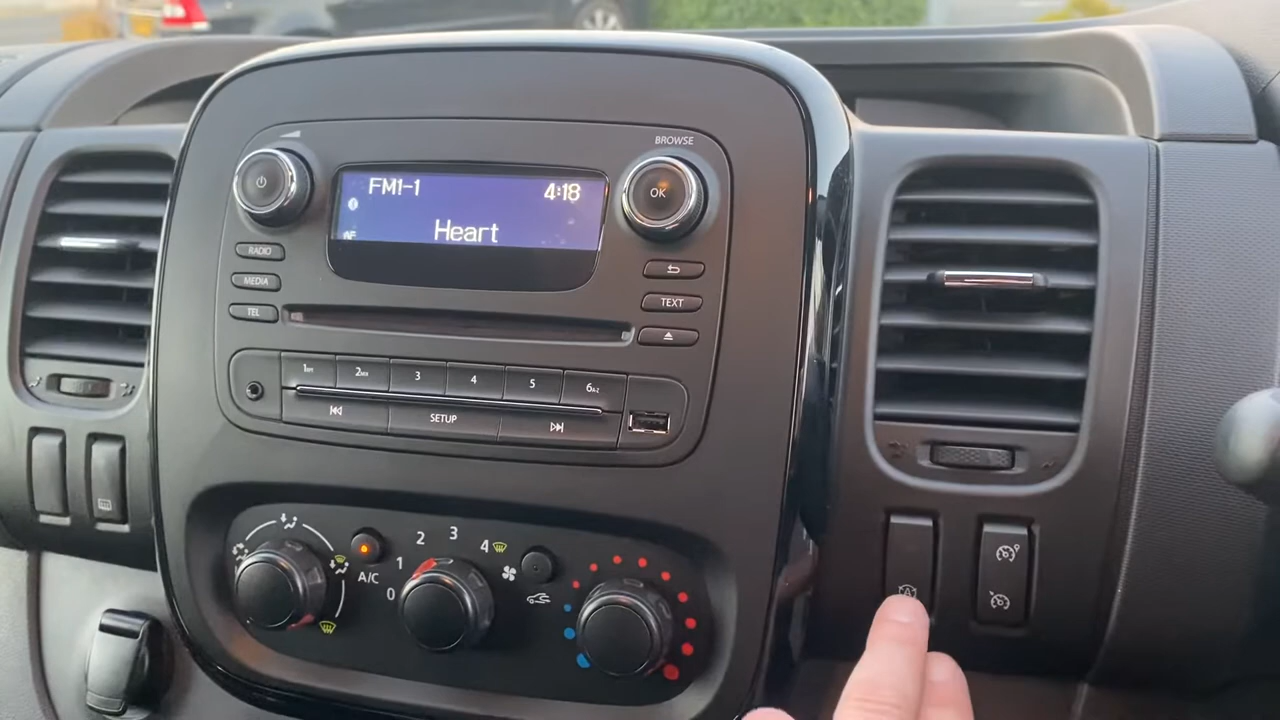 BROWSE
FM1-1 4:18
Heart
OK
RADIO
MEDIA
TEL
TEXT
1 2 3 4 5 6
SETUP
A/C
0 1 2 3 4
A